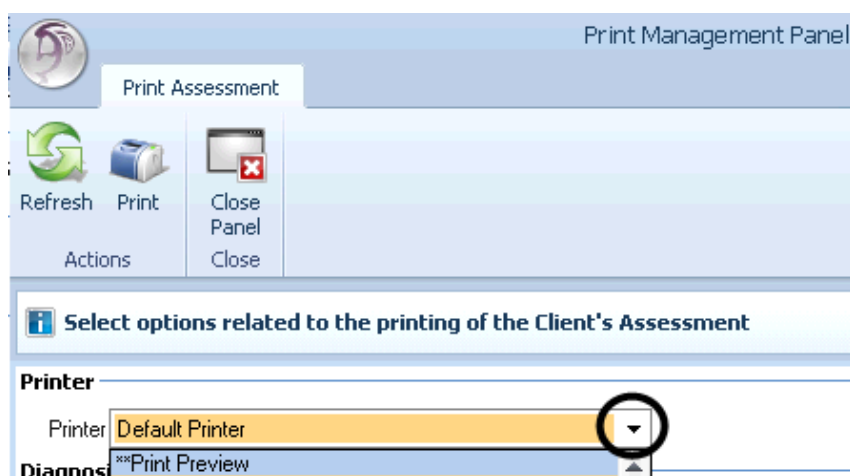 Print Management Panel
Print Assessment
Refresh Print Close
Panel
Actions Close
Select options related to the printing of the Client's Assessment
Printer
Printer Default Printer
**Print Preview
Diagnosi